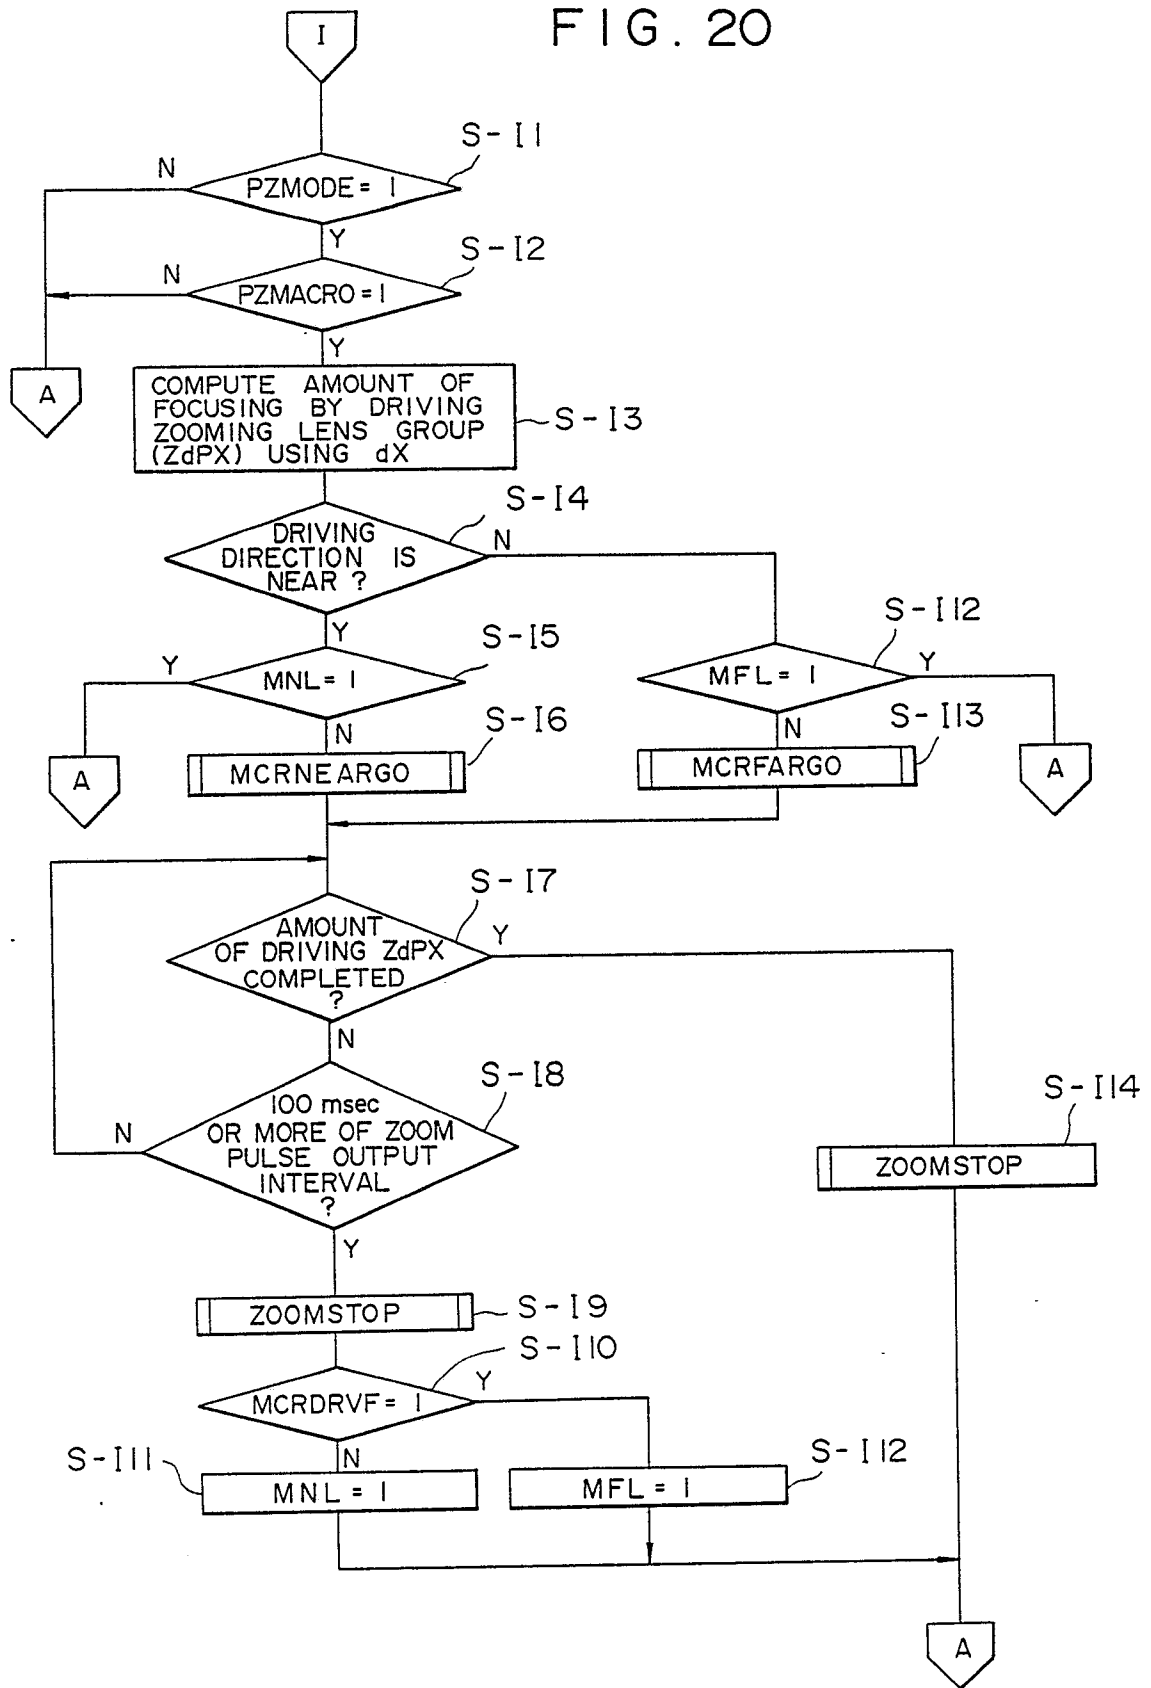 FIG. 20
I
S-I1
N
PZMODE = 1
Y
S-I2
N
PZMACRO = 1
Y
A
COMPUTE AMOUNT OF
FOCUSING BY DRIVING
ZOOMING LENS GROUP
(ZdPX) USING dX
S-I3
S-I4
DRIVING
DIRECTION IS
NEAR ?
N
Y
S-I5
Y
MNL = 1
N
S-I6
A
MCRNEARGO
S-I12
MFL = 1
Y
N
S-I13
MCRFARGO
A
S-I7
AMOUNT
OF DRIVING ZdPX
COMPLETED
?
Y
N
S-I8
100 msec
OR MORE OF ZOOM
PULSE OUTPUT
INTERVAL
?
N
Y
S-I14
ZOOMSTOP
ZOOMSTOP
S-I9
S-I10
MCRDRVF = 1
Y
N
S-I11
MNL = 1
S-I12
MFL = 1
A